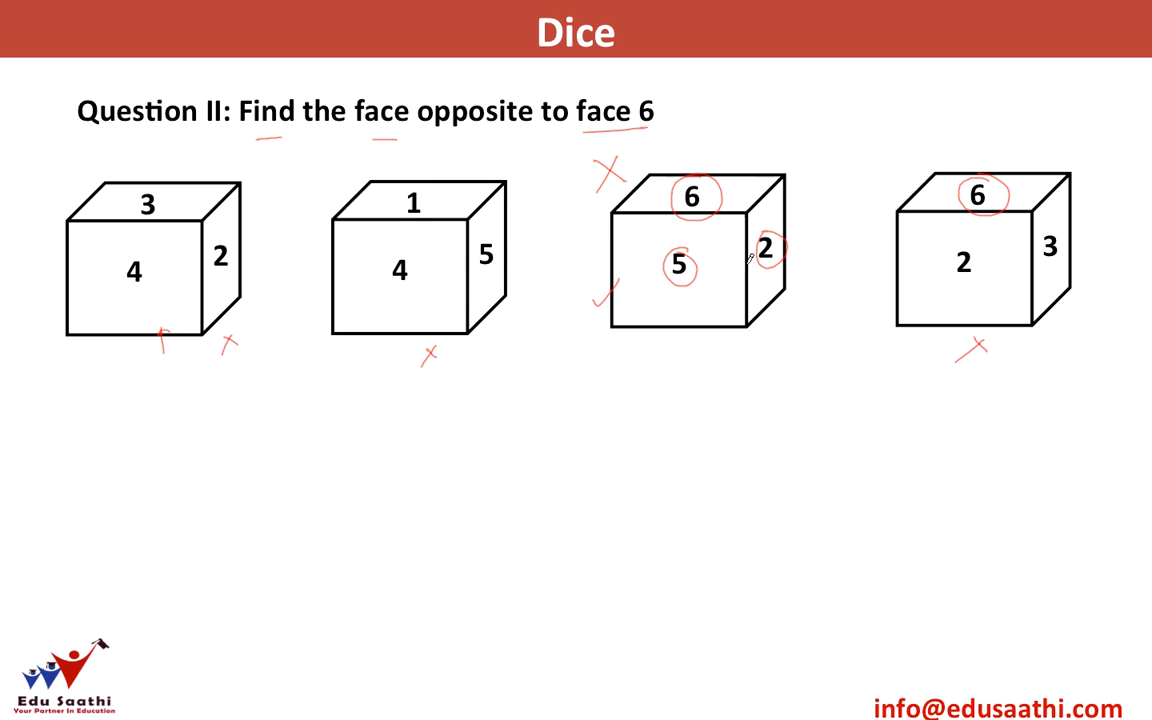 Dice
Question II: Find the face opposite to face 6
3
4
2
1
4
5
6
5
2
6
2
3
Edu Saathi
Your Partner In Education
info@edusaathi.com